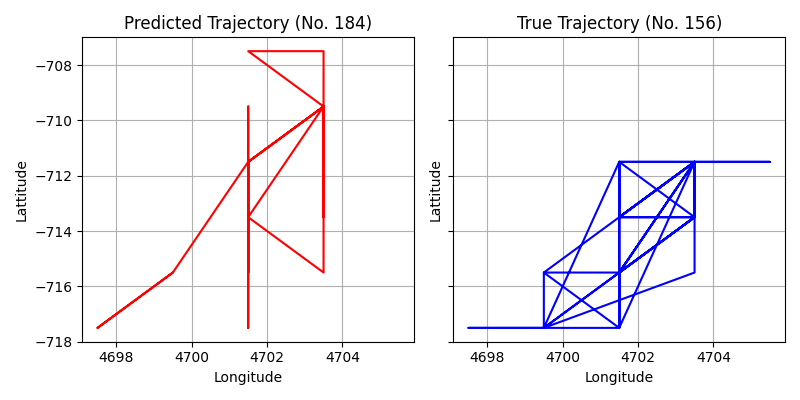 Predicted Trajectory (No. 184)
True Trajectory (No. 156)
−708
−710
−712
−714
−716
−718
Lattitude
Lattitude
4698
4700
4702
4704
4698
4700
4702
4704
Longitude
Longitude